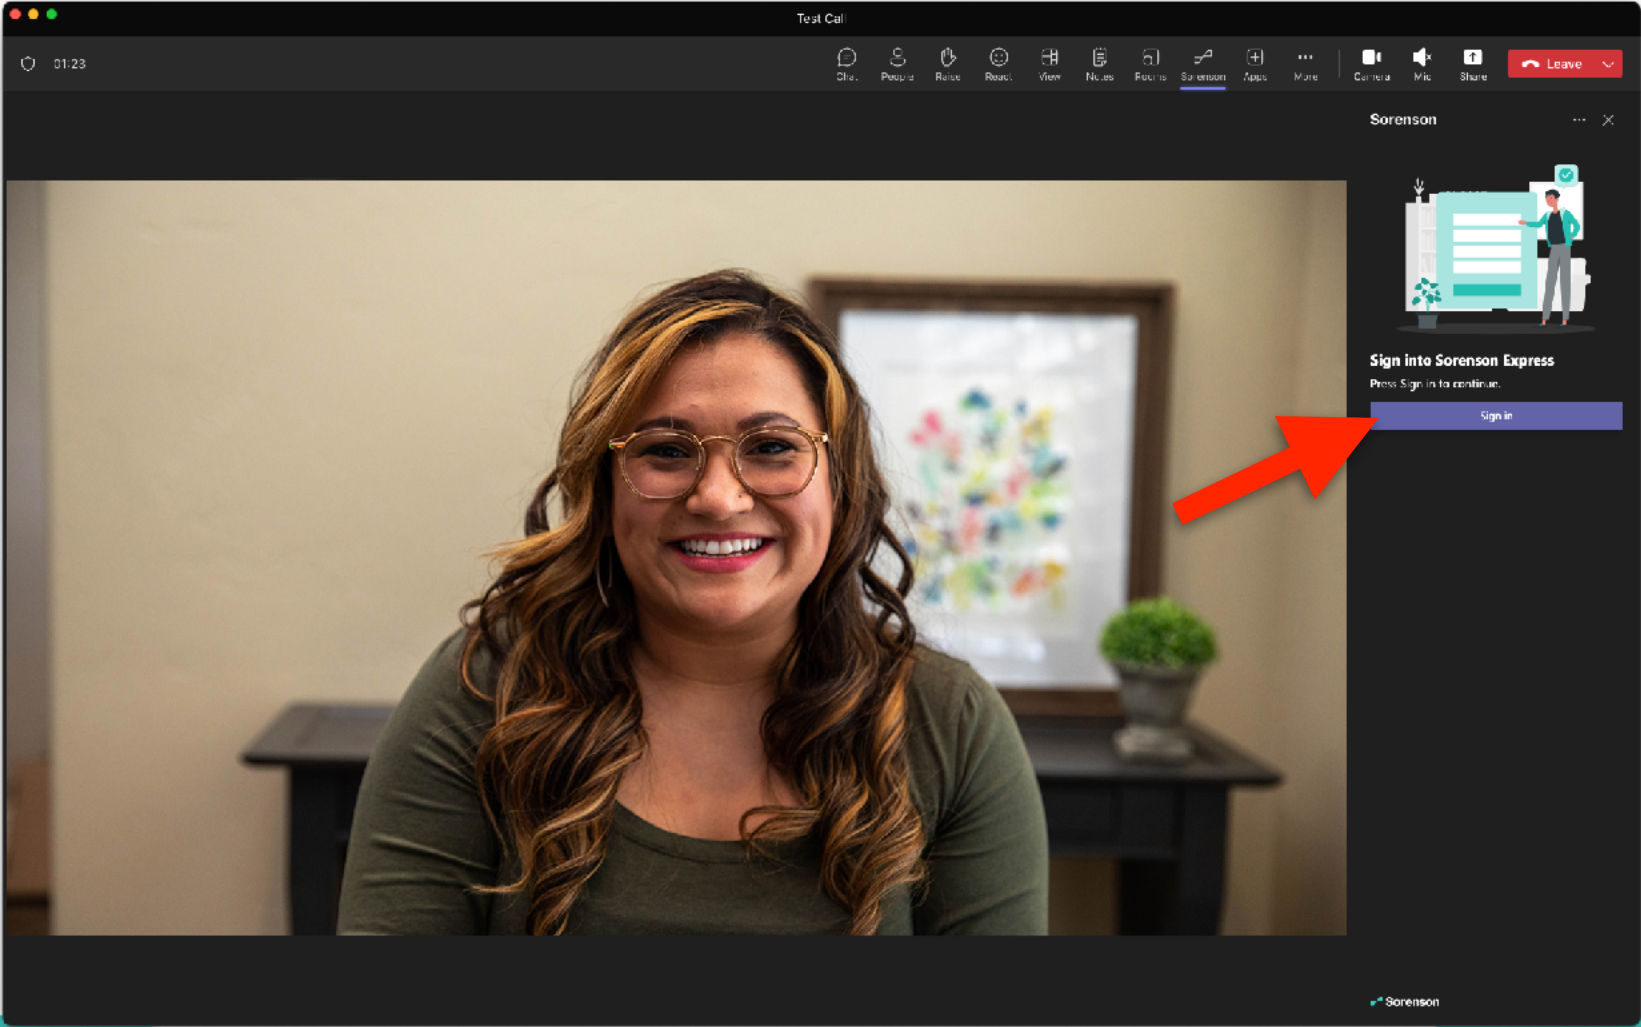 Test Call
01:23
Chat People Raise React View Notes Rooms Sorenson Apps More Camera Mic Share Leave
Sorenson
Sign into Sorenson Express
Press Sign in to continue.
Sign in
Sorenson